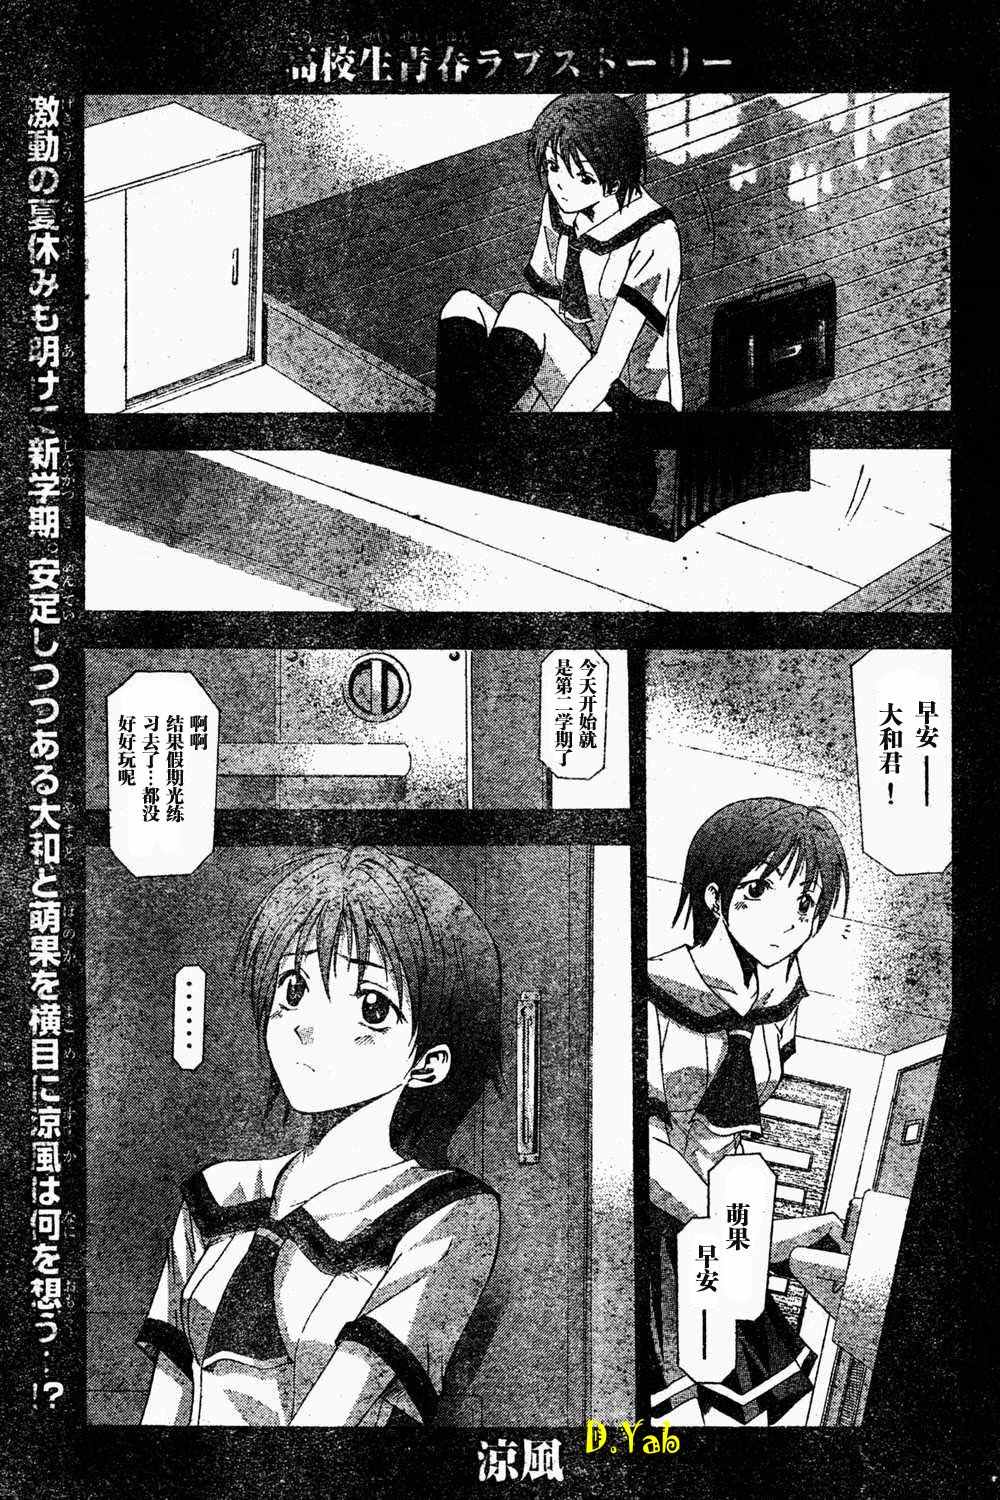 高校生青春ラブストーリー
激動の夏休みも明けて新学期。安定しつつある大和と萌果を横目に涼風は何を想う…!?
早安——
大和君！
萌果
早安——
今天开始就
是第二学期了
啊啊
结果假期光练
习去了…都没
好好玩呢
……
涼風
D.Yab